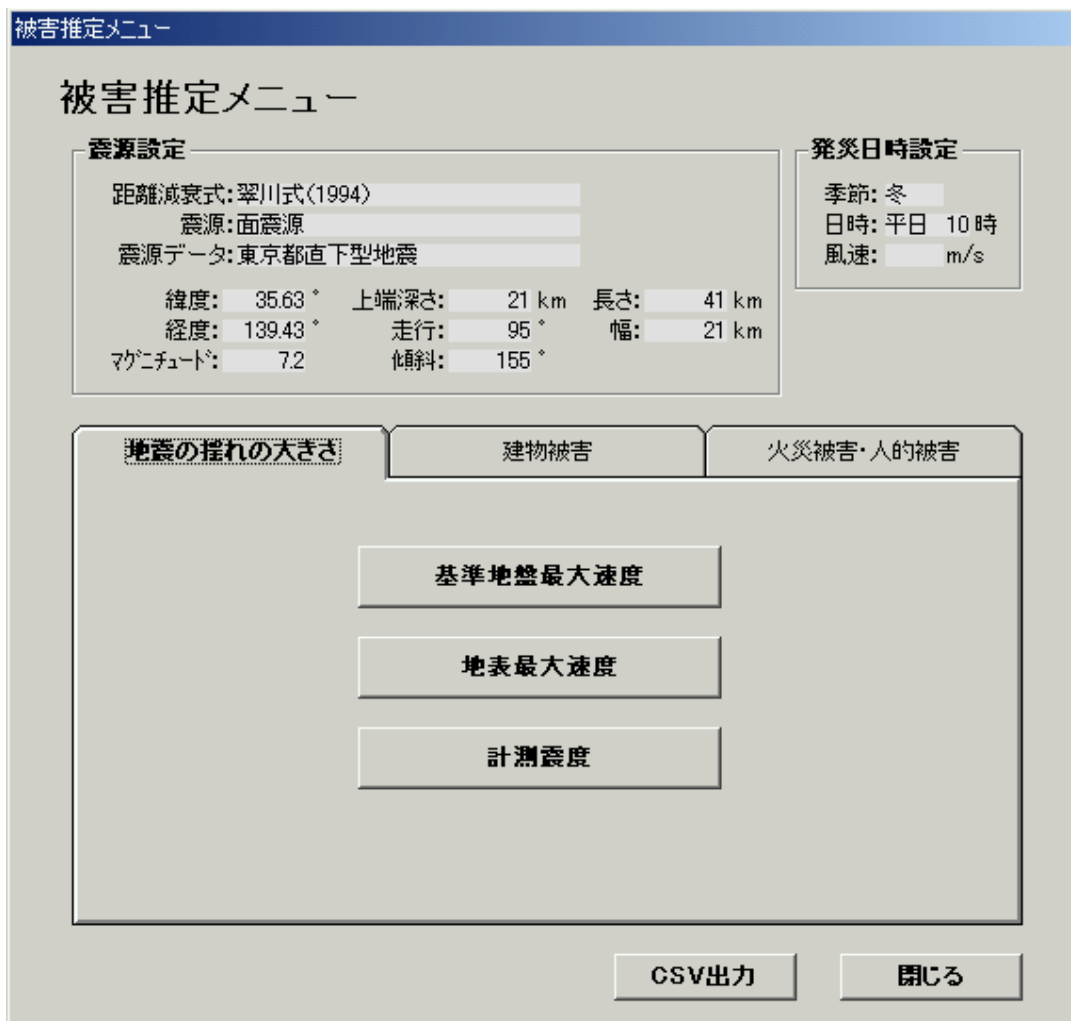 被害推定メニュー
被害推定メニュー
震源設定
距離減衰式:翠川式(1994)
震源:面震源
震源データ:東京都直下型地震
緯度: 35.63 ° 上端深さ: 21 km 長さ: 41 km
経度: 139.43 ° 走行: 95 ° 幅: 21 km
マグニチュード: 7.2 傾斜: 155 °
発災日時設定
季節:冬
日時:平日 10時
風速: m/s
地震の揺れの大きさ 建物被害 火災被害・人的被害
基準地盤最大速度
地表最大速度
計測震度
CSV出力 閉じる